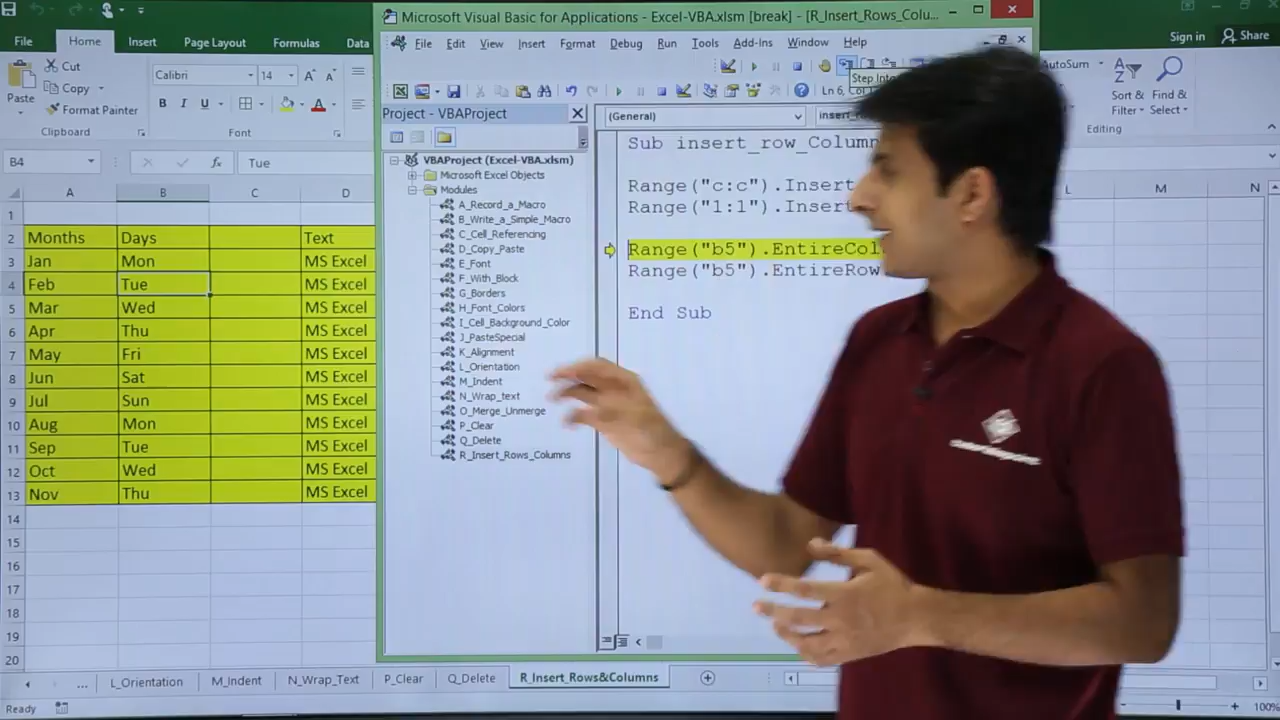 Microsoft Visual Basic for Applications - Excel-VBA.xlsm [break] - [R_Insert_Rows_Colu...
File Home Insert Page Layout Formulas Data
Sign in Share
File Edit View Insert Format Debug Run Tools Add-Ins Window Help
Cut
Copy
Format Painter
Paste
Clipboard
Calibri 14
B I U
Font
AutoSum
Sort & Filter
Find & Select
Editing
Step Into
Ln 6,
B4 Tue
Project - VBAProject
VBAProject (Excel-VBA.xlsm)
Microsoft Excel Objects
Modules
A_Record_a_Macro
B_Write_a_Simple_Macro
C_Cell_Referencing
D_Copy_Paste
E_Font
F_With_Block
G_Borders
H_Font_Colors
I_Cell_Background_Color
J_PasteSpecial
K_Alignment
L_Orientation
M_Indent
N_Wrap_text
O_Merge_Unmerge
P_Clear
Q_Delete
R_Insert_Rows_Columns
(General)
Sub insert_row_Column
Range("c:c").Insert
Range("1:1").Insert
Range("b5").EntireCol
Range("b5").EntireRow
End Sub
A B C D L M N
1
2 Months Days Text
3 Jan Mon MS Excel
4 Feb Tue MS Excel
5 Mar Wed MS Excel
6 Apr Thu MS Excel
7 May Fri MS Excel
8 Jun Sat MS Excel
9 Jul Sun MS Excel
10 Aug Mon MS Excel
11 Sep Tue MS Excel
12 Oct Wed MS Excel
13 Nov Thu MS Excel
14
15
16
17
18
19
20
... L_Orientation M_Indent N_Wrap_Text P_Clear Q_Delete R_Insert_Rows&Columns
Ready 100%